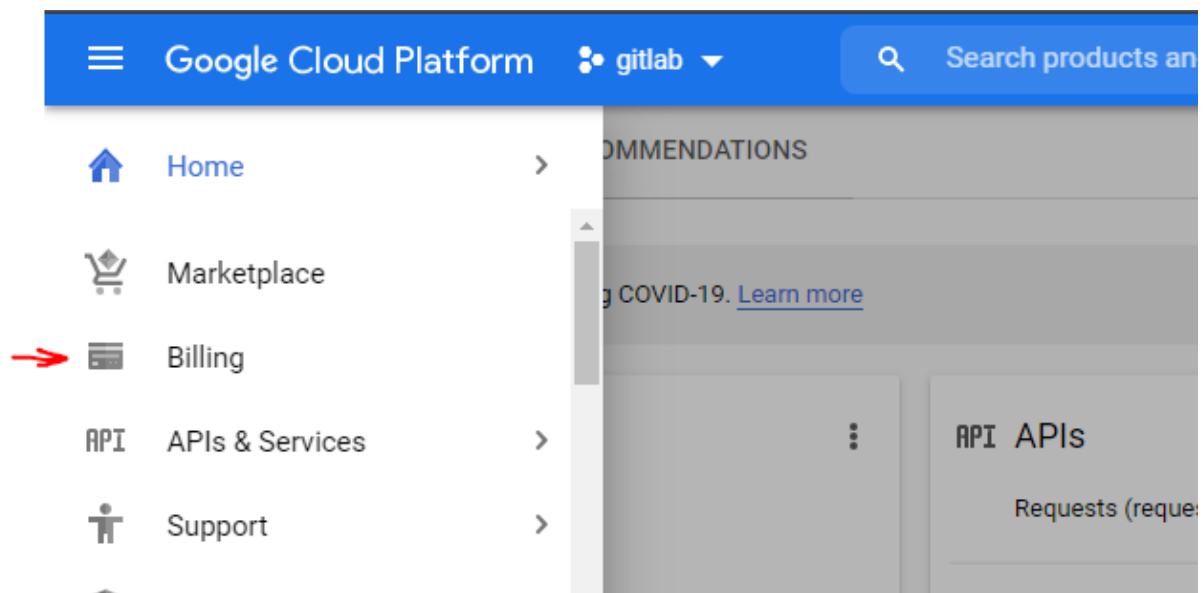 Google Cloud Platform gitlab Search products an
Home
OMMENDATIONS
Marketplace
g COVID-19. Learn more
Billing
API APIs & Services
API APIs
Support
Requests (reques